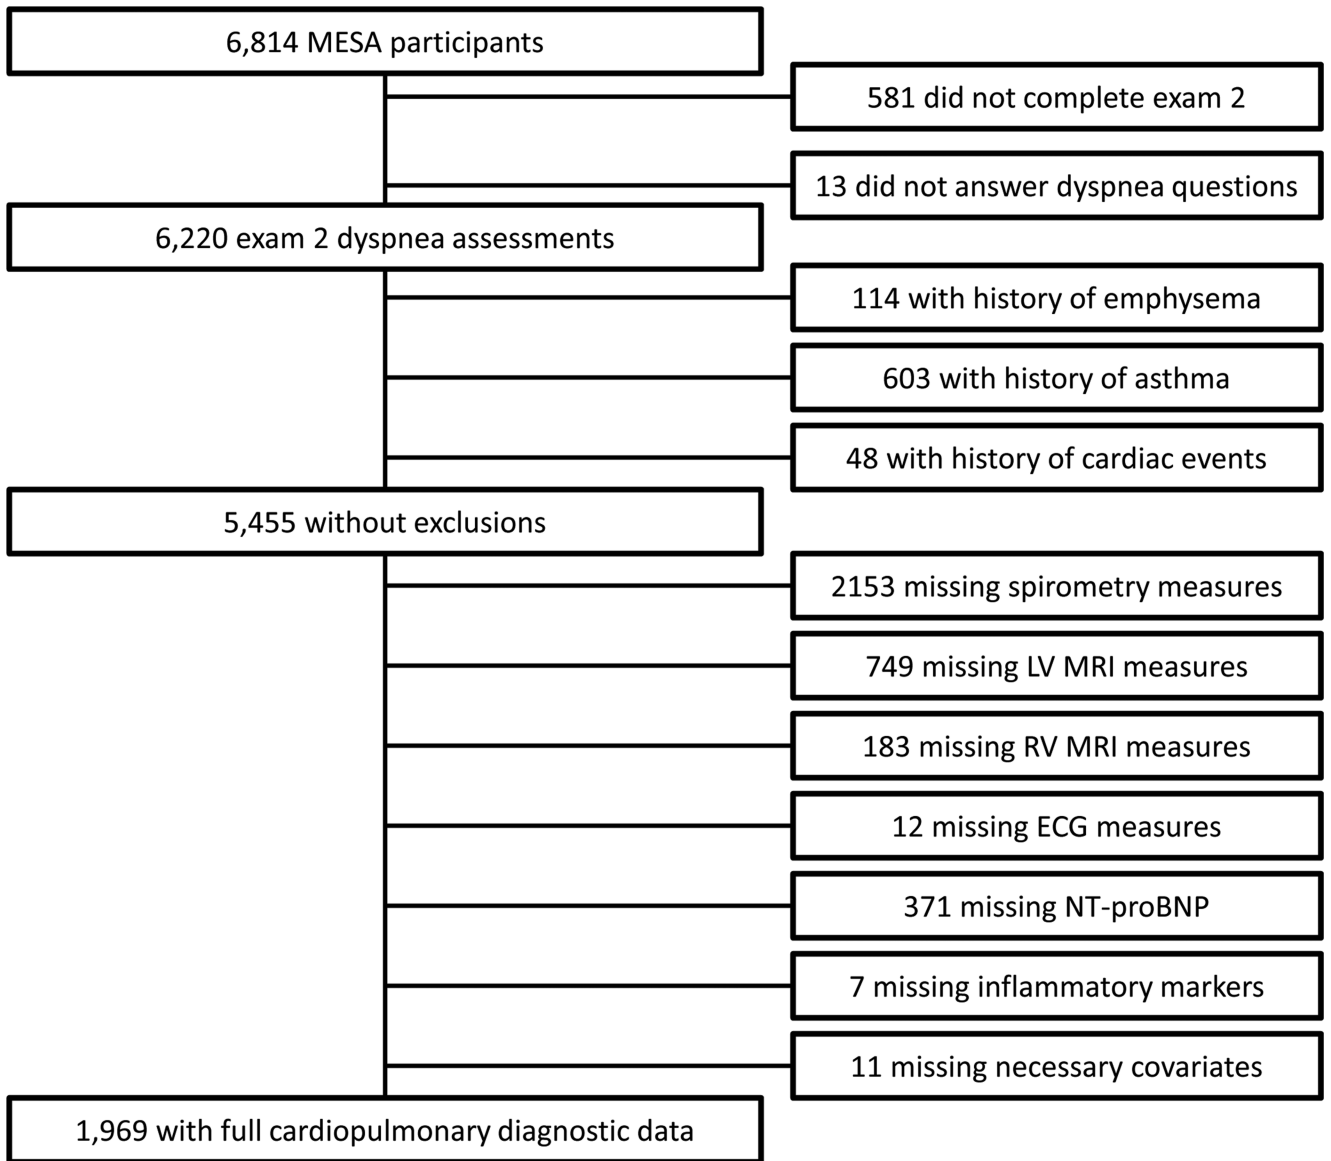 6,814 MESA participants
581 did not complete exam 2
13 did not answer dyspnea questions
6,220 exam 2 dyspnea assessments
114 with history of emphysema
603 with history of asthma
48 with history of cardiac events
5,455 without exclusions
2153 missing spirometry measures
749 missing LV MRI measures
183 missing RV MRI measures
12 missing ECG measures
371 missing NT-proBNP
7 missing inflammatory markers
11 missing necessary covariates
1,969 with full cardiopulmonary diagnostic data